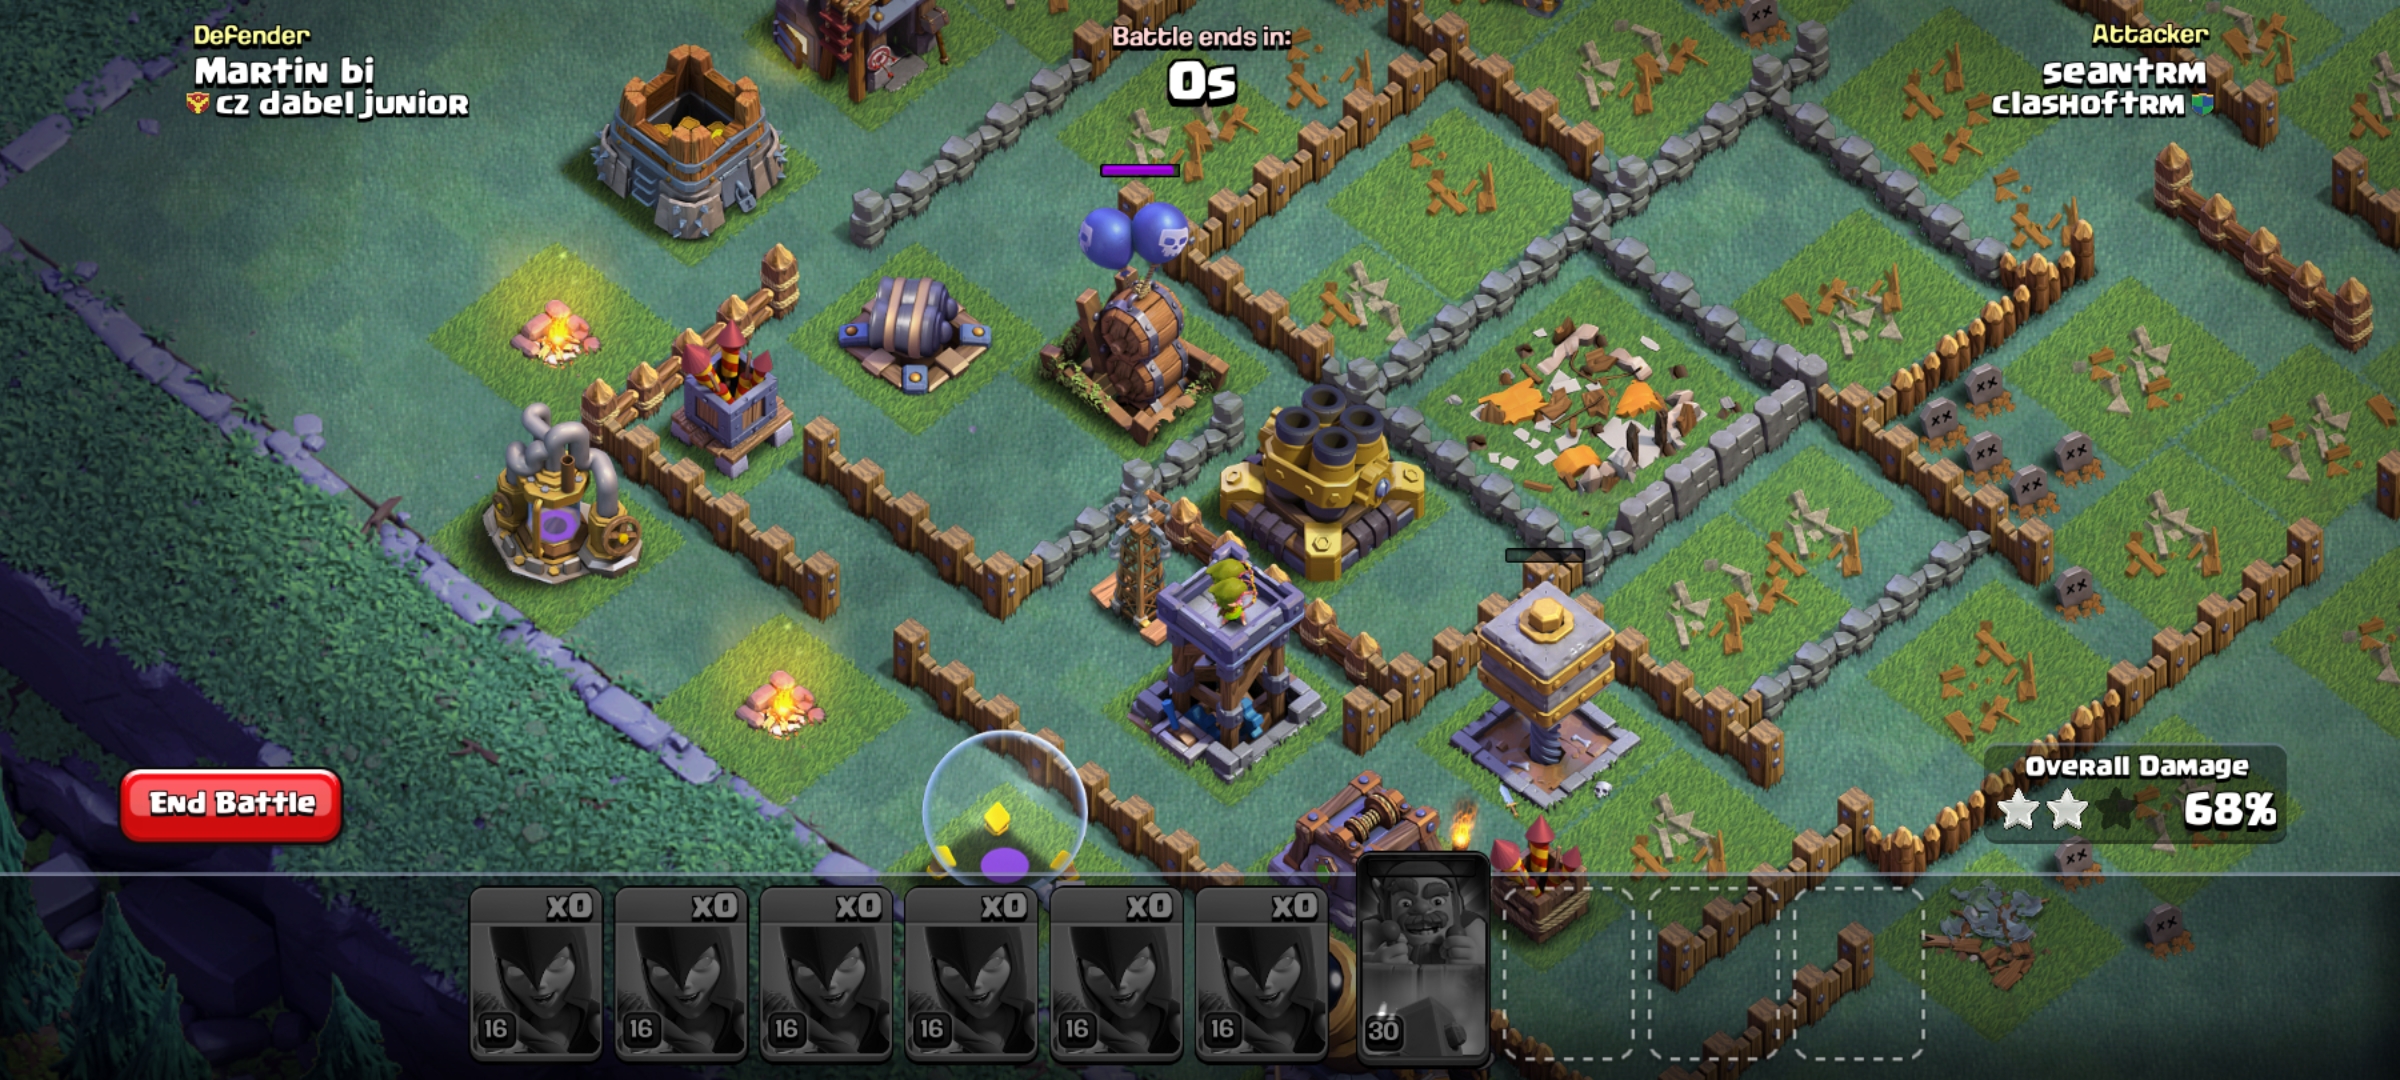 Defender
Martin bi
cz dabel junior
Battle ends in:
0s
Attacker
seantRM
clashoftRM
End Battle
Overall Damage
68%
x0
x0
x0
x0
x0
x0
16
16
16
16
16
16
30